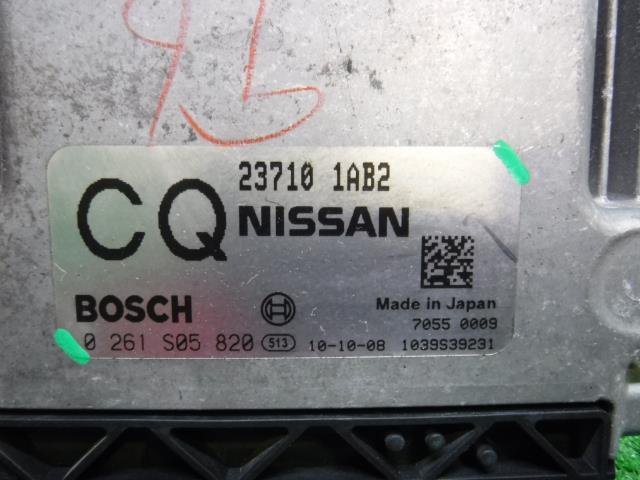 23710 1AB2
CQ NISSAN
BOSCH
Made in Japan
7055 0009
0 261 S05 820 513 10-10-08 1039S39231